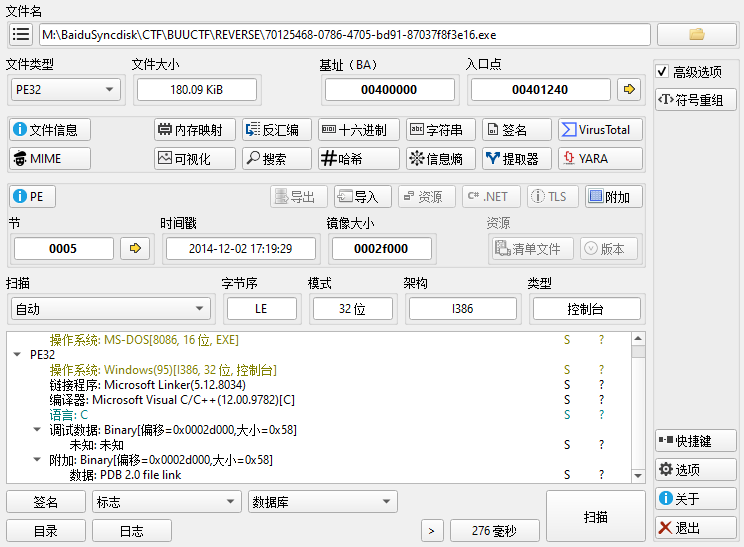 文件名
M:\BaiduSyncdisk\CTF\BUUCTF\REVERSE\70125468-0786-4705-bd91-87037f8f3e16.exe
文件类型 文件大小 基址（BA） 入口点
PE32 180.09 KiB 00400000 00401240
高级选项
<T>符号重组
文件信息 内存映射 反汇编 十六进制 字符串 签名 VirusTotal
MIME 可视化 搜索 哈希 信息熵 提取器 YARA
PE 导出 导入 资源 .NET TLS 附加
节 时间戳 镜像大小 资源
0005 2014-12-02 17:19:29 0002f000 清单文件 版本
扫描 字节序 模式 架构 类型
自动 LE 32 位 I386 控制台
操作系统: MS-DOS[8086, 16 位, EXE] S ?
PE32
操作系统: Windows(95)[I386, 32 位, 控制台] S ?
链接程序: Microsoft Linker(5.12.8034) S ?
编译器: Microsoft Visual C/C++(12.00.9782)[C] S ?
语言: C S ?
调试数据: Binary[偏移=0x0002d000,大小=0x58]
未知: 未知 S ?
附加: Binary[偏移=0x0002d000,大小=0x58]
数据: PDB 2.0 file link S ?
快捷键
选项
关于
退出
签名 标志 数据库 扫描
目录 日志 > 276 毫秒